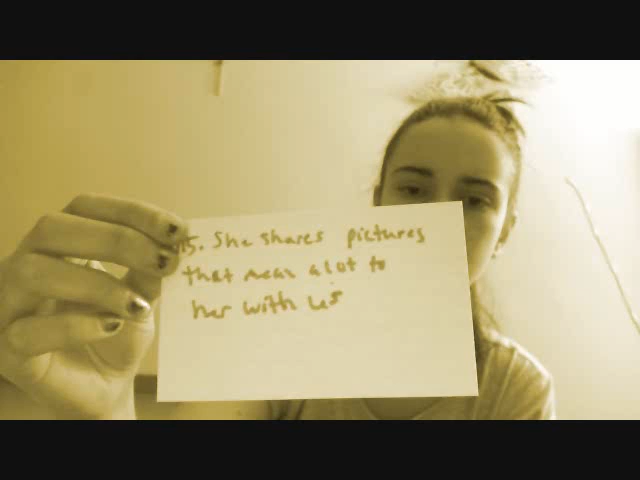 15. She shares pictures
that mean alot to
her with us